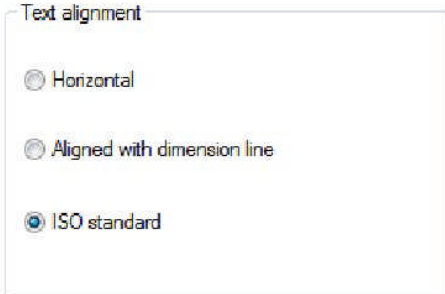 Text alignment
Horizontal
Aligned with dimension line
ISO standard